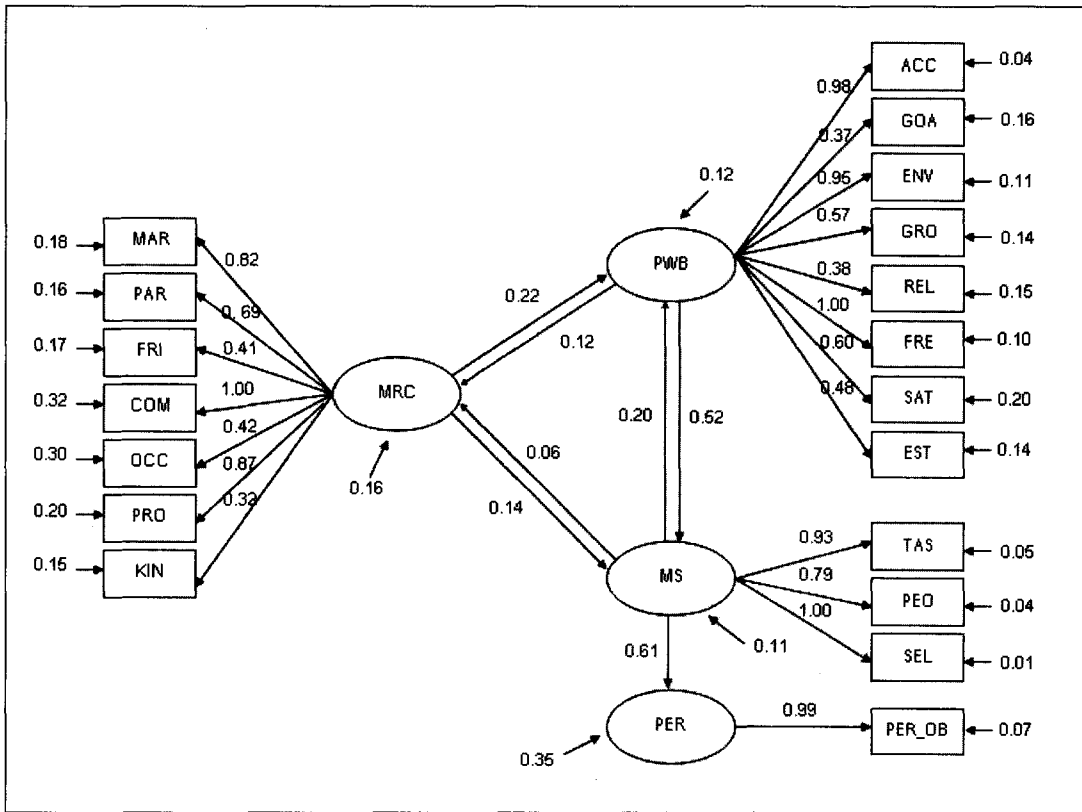 ACC
0.04
0.98
GOA
0.16
0.37
ENV
0.11
0.95
GRO
0.14
0.57
REL
0.15
0.38
FRE
0.10
1.00
SAT
0.20
0.60
EST
0.14
0.48
0.12
PWB
0.18
MAR
0.82
0.16
PAR
0.69
0.17
FRI
0.41
0.32
COM
1.00
0.30
OCC
0.42
0.20
PRO
0.87
0.15
KIN
0.32
MRC
0.16
0.22
0.12
0.20
0.52
0.06
0.14
MS
0.11
0.93
TAS
0.05
0.79
PEO
0.04
1.00
SEL
0.01
0.61
PER
0.35
0.99
PER_OB
0.07